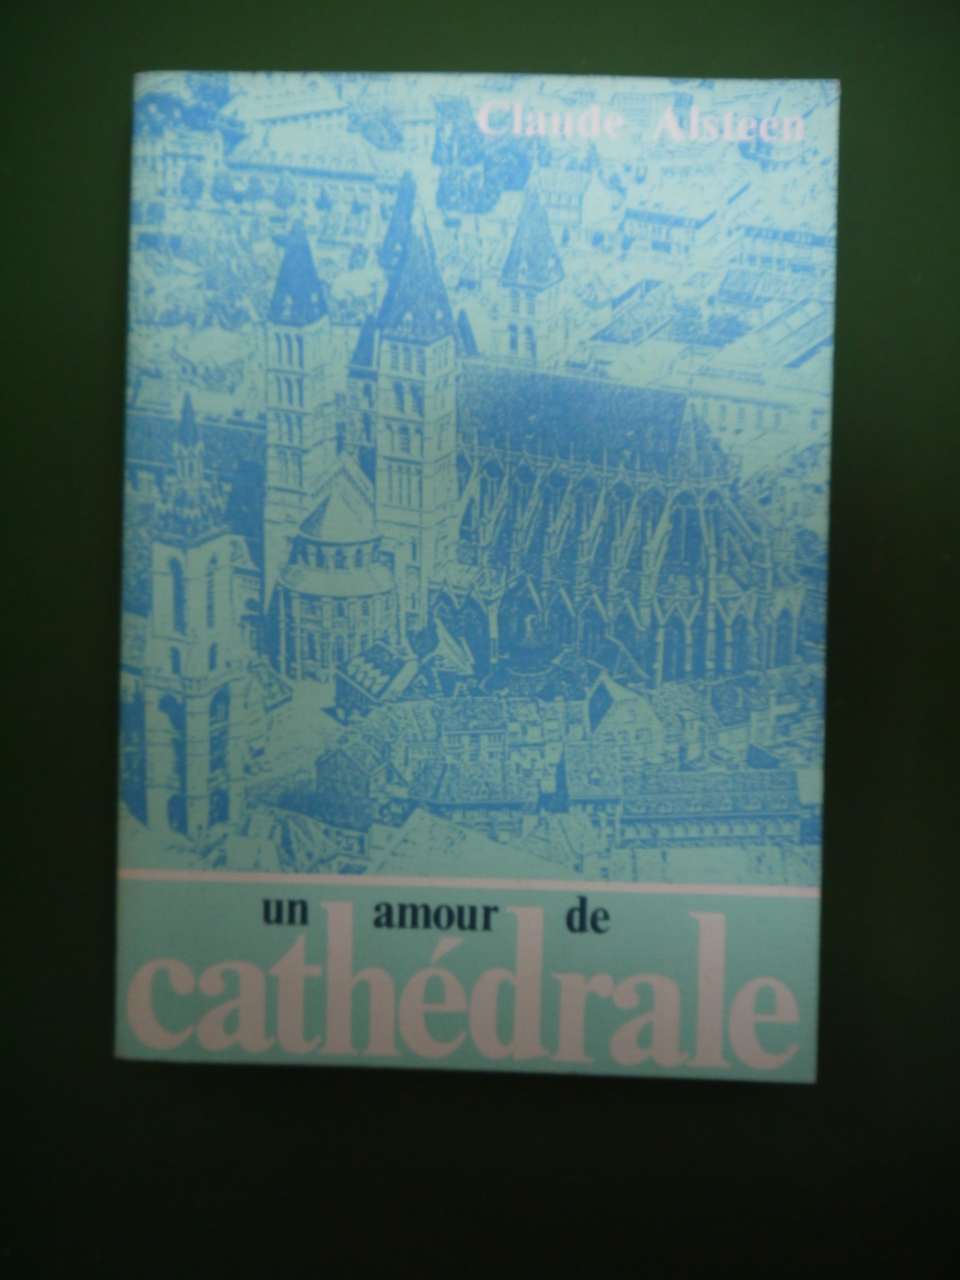 Claude Alsteen
un amour de
cathédrale